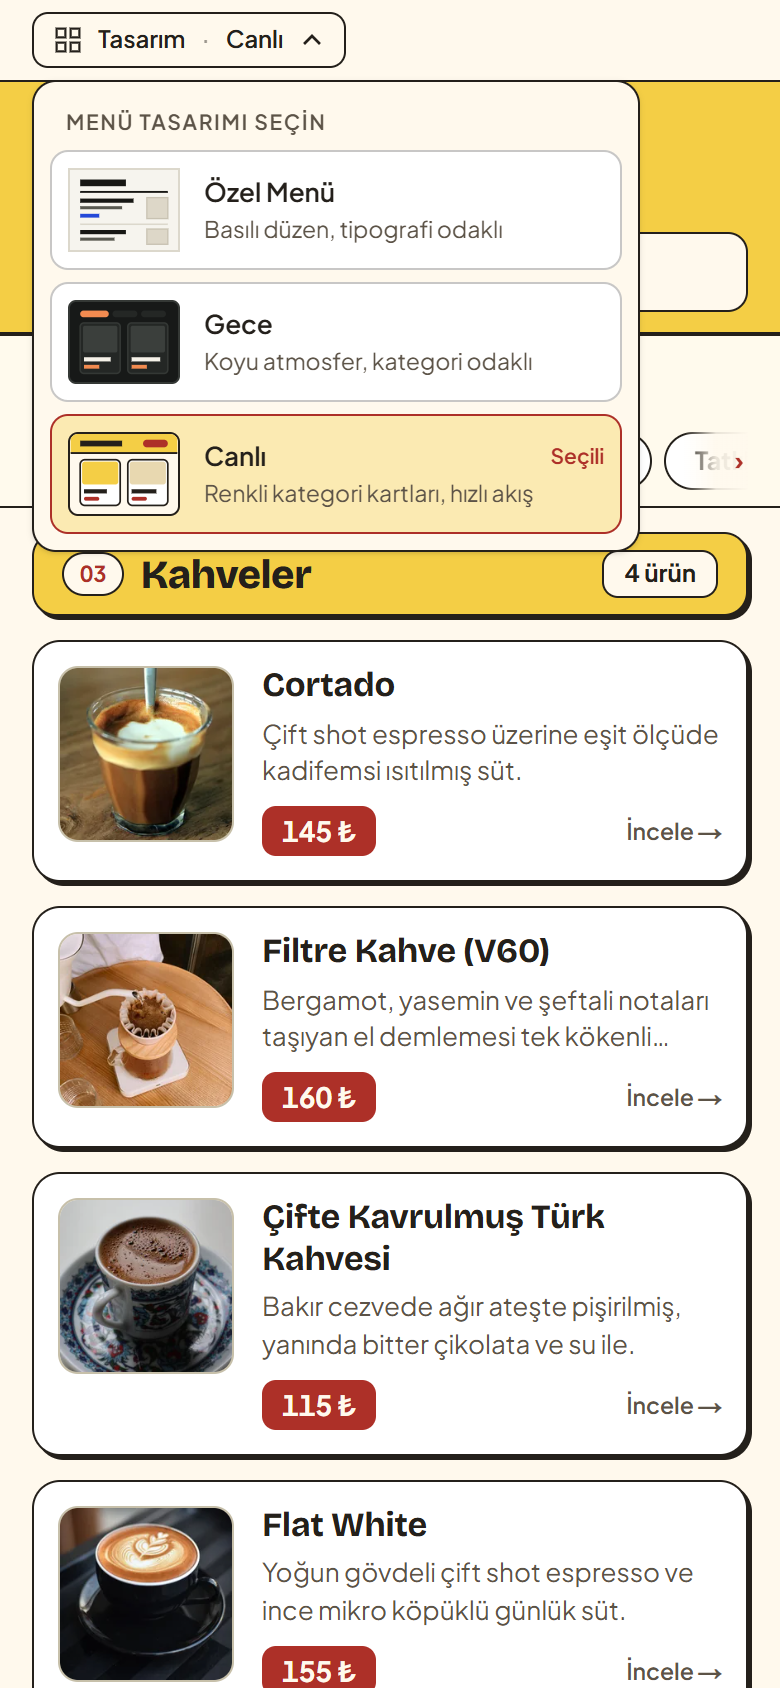 Tasarım · Canlı
MENÜ TASARIMI SEÇİN
Özel Menü
Basılı düzen, tipografi odaklı
Gece
Koyu atmosfer, kategori odaklı
Canlı
Seçili
Renkli kategori kartları, hızlı akış
03
Kahveler
4 ürün
Cortado
Çift shot espresso üzerine eşit ölçüde
kadifemsi ısıtılmış süt.
145 ₺
İncele→
Filtre Kahve (V60)
Bergamot, yasemin ve şeftali notaları
taşıyan el demlemesi tek kökenli...
160 ₺
İncele→
Çifte Kavrulmuş Türk
Kahvesi
Bakır cezvede ağır ateşte pişirilmiş,
yanında bitter çikolata ve su ile.
115 ₺
İncele→
Flat White
Yoğun gövdeli çift shot espresso ve
ince mikro köpüklü günlük süt.
155 ₺
İncele→